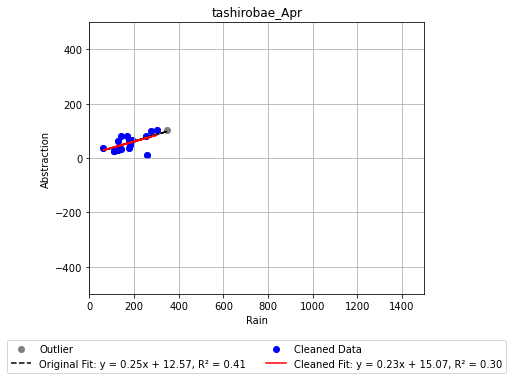 tashirobae_Apr
400
200
0
−200
−400
Abstraction
0 200 400 600 800 1000 1200 1400
Rain
Outlier
Original Fit: y = 0.25x + 12.57, R² = 0.41
Cleaned Data
Cleaned Fit: y = 0.23x + 15.07, R² = 0.30